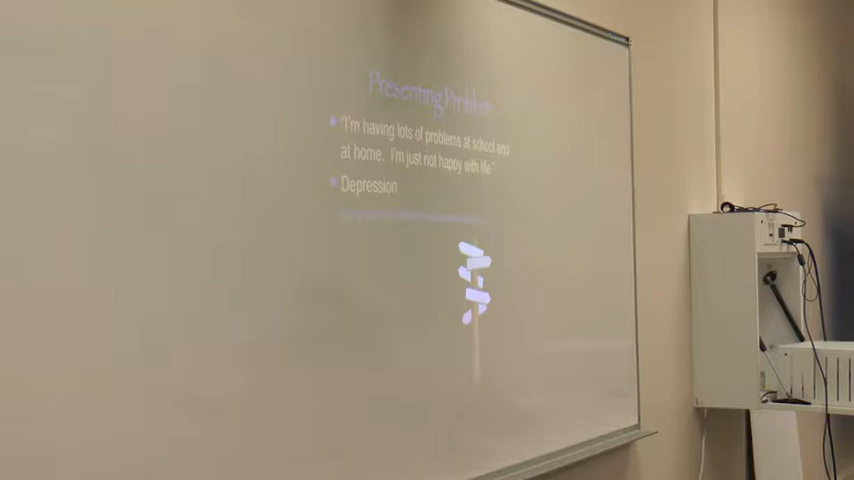 Presenting Problem
"I'm having lots of problems at school and
at home. I'm just not happy with life"
Depression